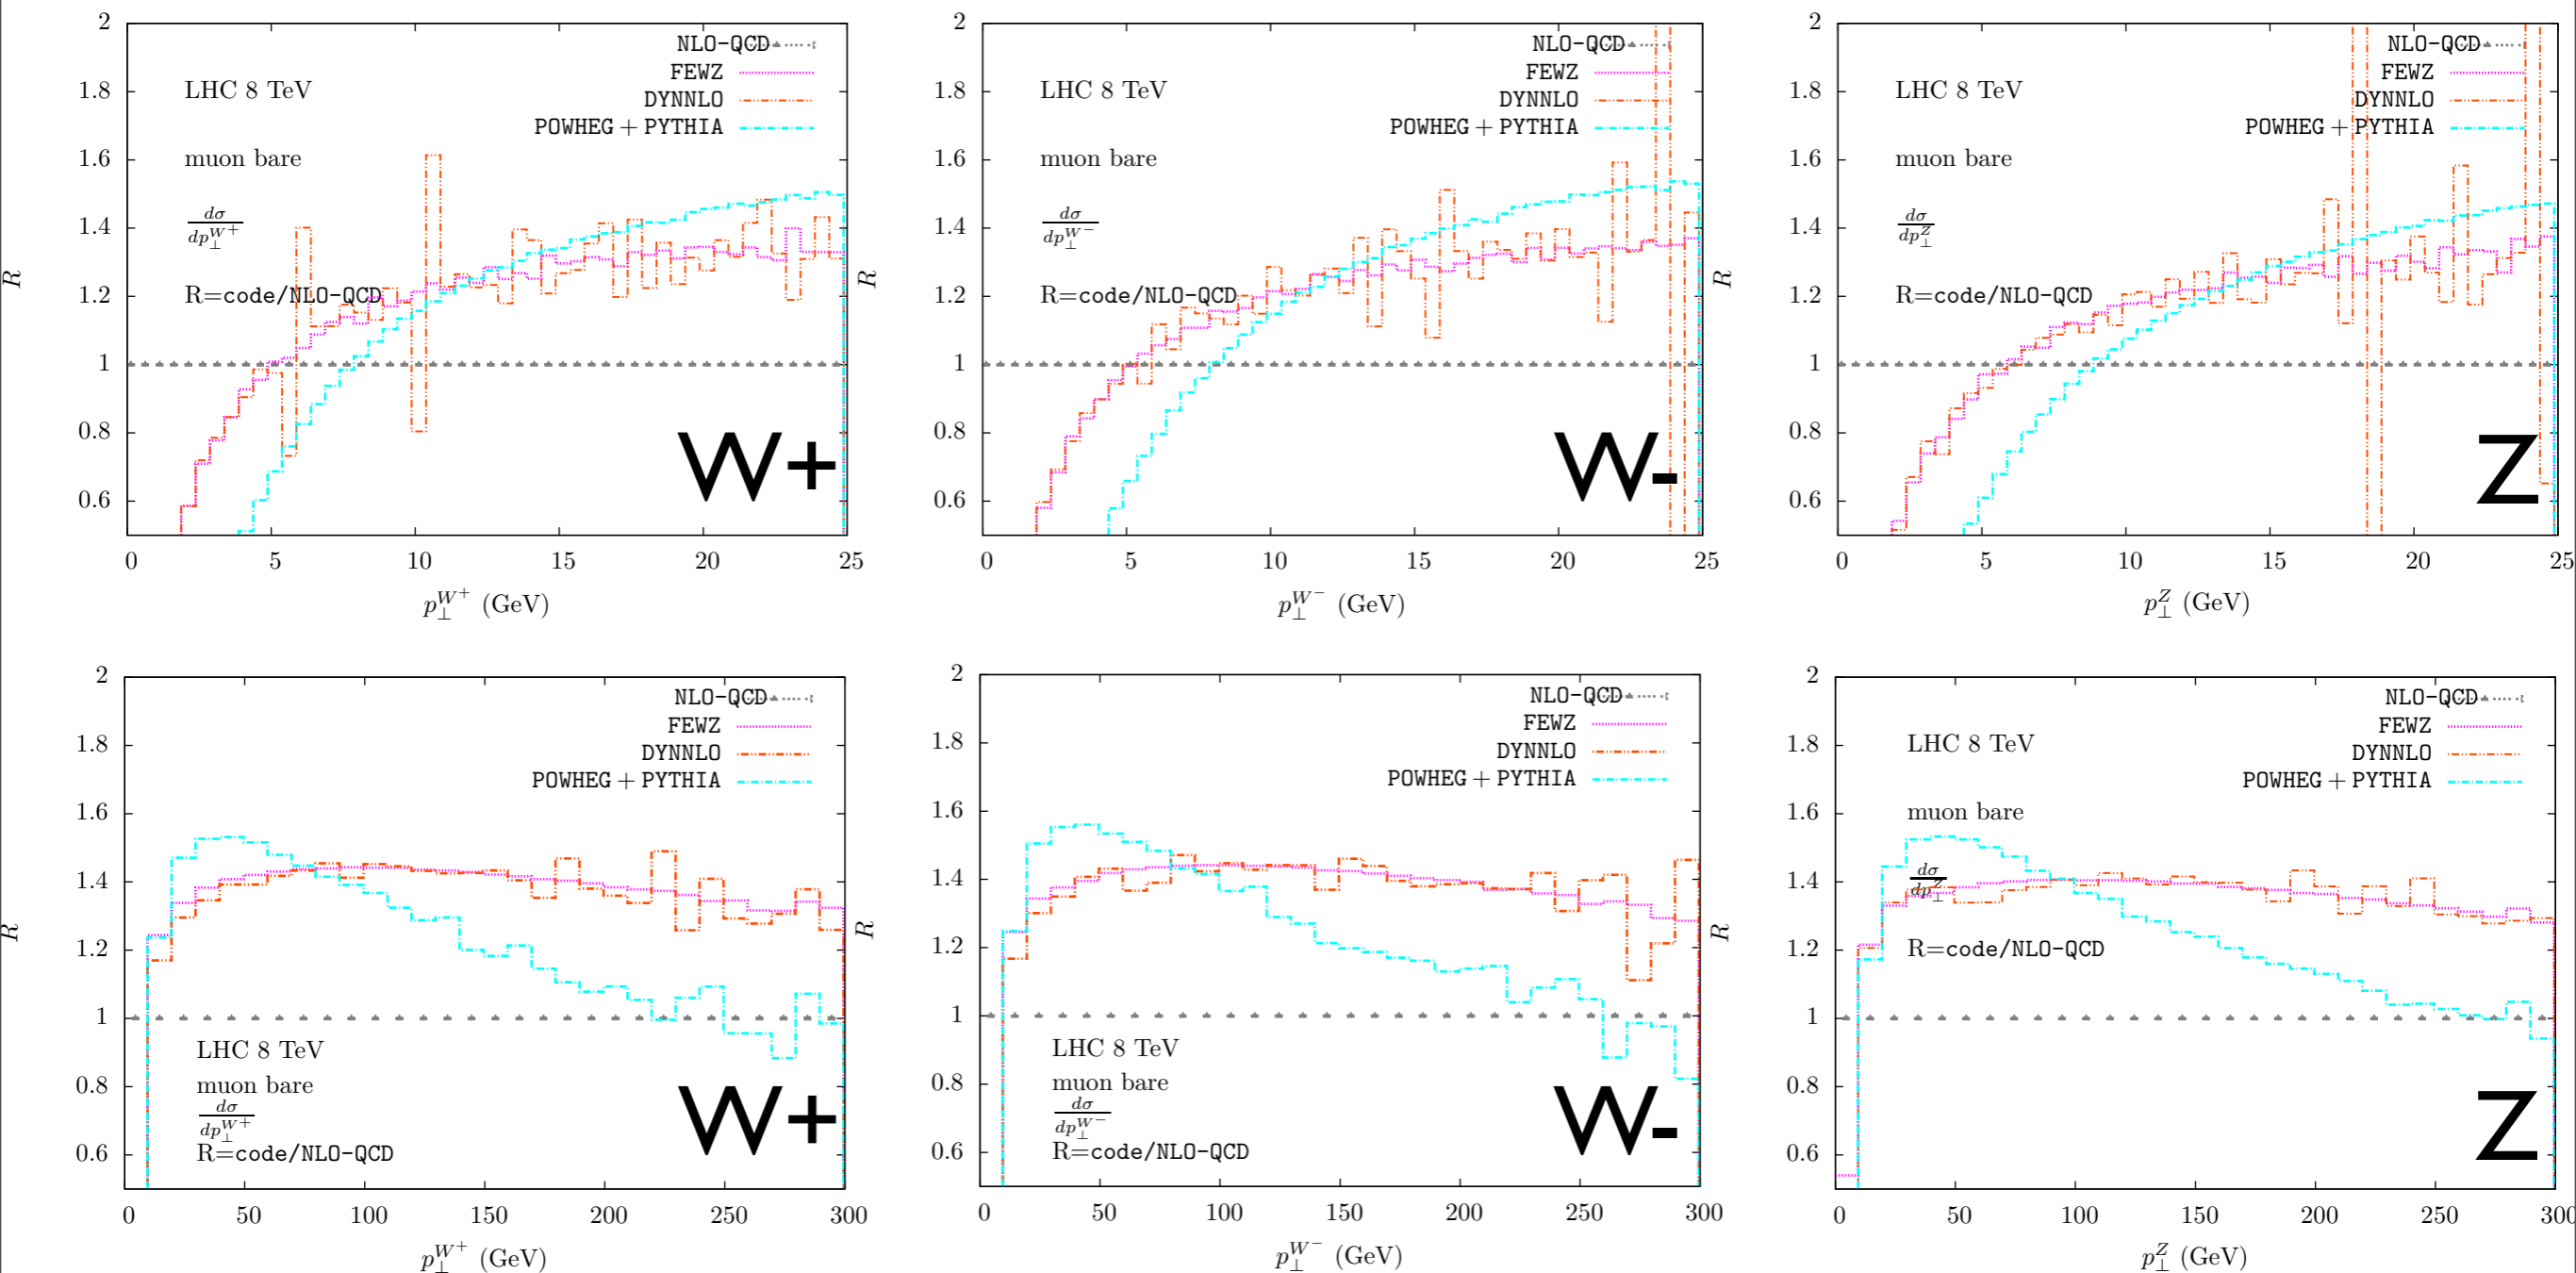 2
1.8
1.6
1.4
1.2
1
0.8
0.6
R
NLO-QCD
FEWZ
DYNNLO
POWHEG + PYTHIA
LHC 8 TeV
muon bare
dσ
dp⊥^{W+}
R=code/NLO-QCD
W+
0 5 10 15 20 25
p⊥^{W+} (GeV)
2
1.8
1.6
1.4
1.2
1
0.8
0.6
R
NLO-QCD
FEWZ
DYNNLO
POWHEG + PYTHIA
LHC 8 TeV
muon bare
dσ
dp⊥^{W−}
R=code/NLO-QCD
W-
0 5 10 15 20 25
p⊥^{W−} (GeV)
2
1.8
1.6
1.4
1.2
1
0.8
0.6
R
NLO-QCD
FEWZ
DYNNLO
POWHEG + PYTHIA
LHC 8 TeV
muon bare
dσ
dp⊥^{Z}
R=code/NLO-QCD
Z
0 5 10 15 20 25
p⊥^{Z} (GeV)
2
1.8
1.6
1.4
1.2
1
0.8
0.6
R
NLO-QCD
FEWZ
DYNNLO
POWHEG + PYTHIA
LHC 8 TeV
muon bare
dσ
dp⊥^{W+}
R=code/NLO-QCD
W+
0 50 100 150 200 250 300
p⊥^{W+} (GeV)
2
1.8
1.6
1.4
1.2
1
0.8
0.6
R
NLO-QCD
FEWZ
DYNNLO
POWHEG + PYTHIA
LHC 8 TeV
muon bare
dσ
dp⊥^{W−}
R=code/NLO-QCD
W-
0 50 100 150 200 250 300
p⊥^{W−} (GeV)
2
1.8
1.6
1.4
1.2
1
0.8
0.6
R
NLO-QCD
FEWZ
DYNNLO
POWHEG + PYTHIA
LHC 8 TeV
muon bare
dσ
dp⊥^{Z}
R=code/NLO-QCD
Z
0 50 100 150 200 250 300
p⊥^{Z} (GeV)